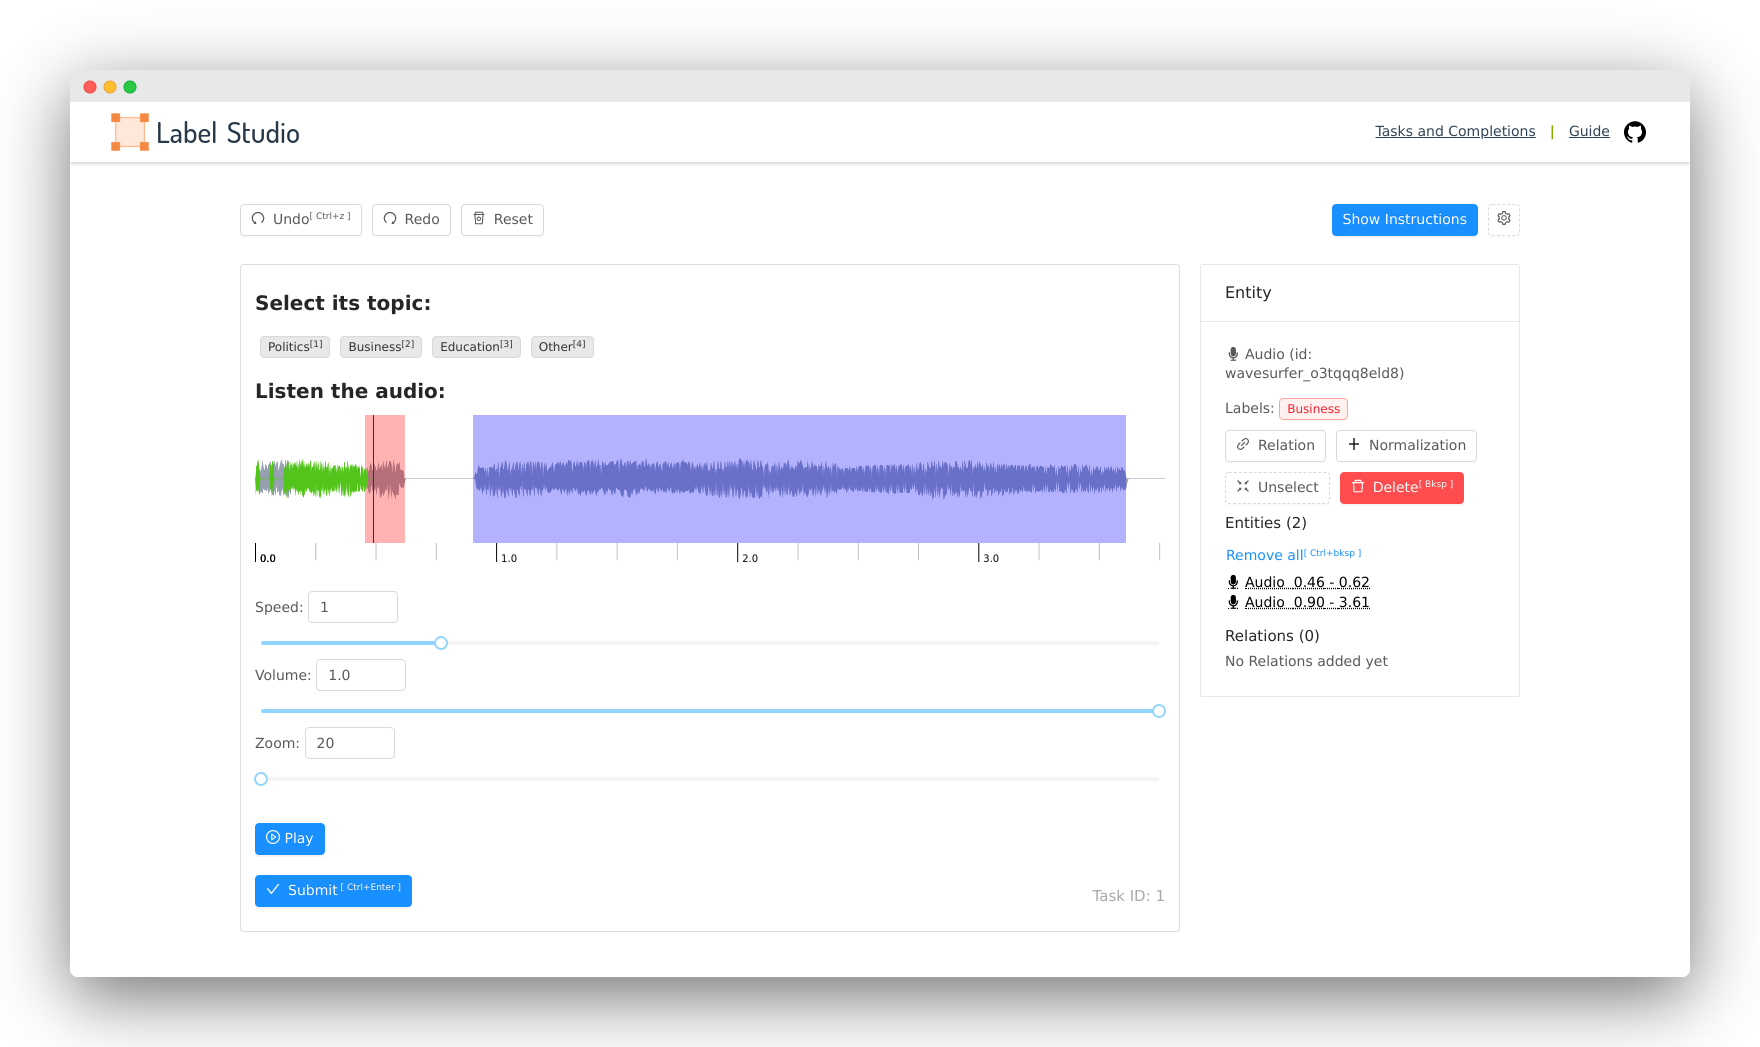 Label Studio
Tasks and Completions | Guide
Undo[ Ctrl+z ] Redo Reset
Show Instructions
Select its topic:
Politics[1] Business[2] Education[3] Other[4]
Listen the audio:
0.0 1.0 2.0 3.0
Speed: 1
Volume: 1.0
Zoom: 20
Play
Submit[ Ctrl+Enter ]
Task ID: 1
Entity
Audio (id:
wavesurfer_o3tqqq8eld8)
Labels: Business
Relation Normalization
Unselect Delete[ Bksp ]
Entities (2)
Remove all[ Ctrl+bksp ]
Audio 0.46 - 0.62
Audio 0.90 - 3.61
Relations (0)
No Relations added yet